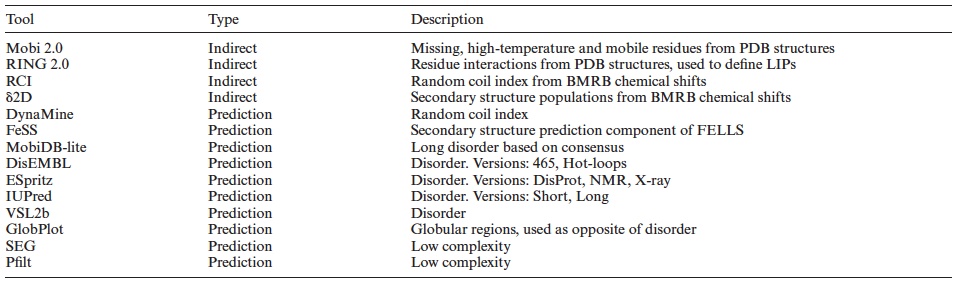 Tool Type Description
Mobi 2.0 Indirect Missing, high-temperature and mobile residues from PDB structures
RING 2.0 Indirect Residue interactions from PDB structures, used to define LIPs
RCI Indirect Random coil index from BMRB chemical shifts
δ2D Indirect Secondary structure populations from BMRB chemical shifts
DynaMine Prediction Random coil index
FeSS Prediction Secondary structure prediction component of FELLS
MobiDB-lite Prediction Long disorder based on consensus
DisEMBL Prediction Disorder. Versions: 465, Hot-loops
ESpritz Prediction Disorder. Versions: DisProt, NMR, X-ray
IUPred Prediction Disorder. Versions: Short, Long
VSL2b Prediction Disorder
GlobPlot Prediction Globular regions, used as opposite of disorder
SEG Prediction Low complexity
Pfilt Prediction Low complexity